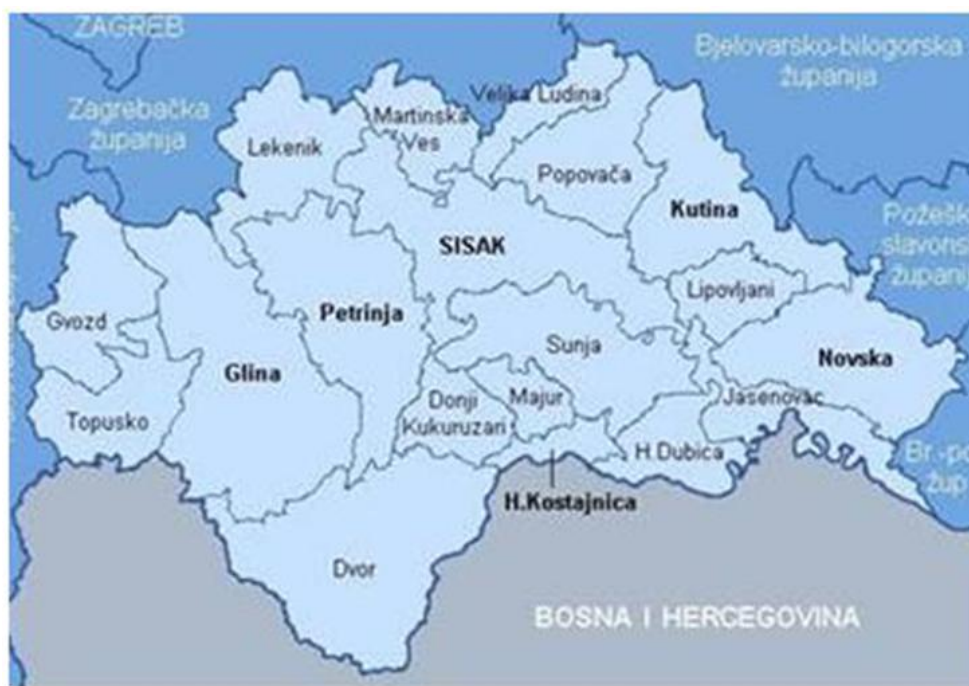 ZAGREB
Bjelovarsko-bilogorska
županija
Zagrebačka
županija
Velika Ludina
Martinska
Ves
Lekenik
Popovača
Kutina
SISAK
Lipovljani
Petrinja
Gvozd
Sunja
Novska
Glina
Topusko
Donji
Kukuruzari
Majur
Jasenovac
H.Dubica
H.Kostajnica
Dvor
BOSNA I HERCEGOVINA